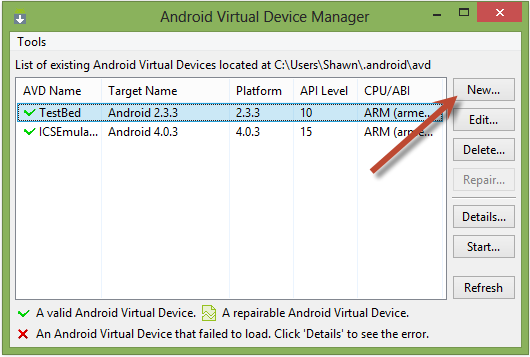 Android Virtual Device Manager
Tools
List of existing Android Virtual Devices located at C:\Users\Shawn\.android\avd
AVD Name Target Name Platform API Level CPU/ABI
TestBed Android 2.3.3 2.3.3 10 ARM (arme...
ICSEmula... Android 4.0.3 4.0.3 15 ARM (arme...
New...
Edit...
Delete...
Repair...
Details...
Start...
Refresh
A valid Android Virtual Device. A repairable Android Virtual Device.
An Android Virtual Device that failed to load. Click 'Details' to see the error.